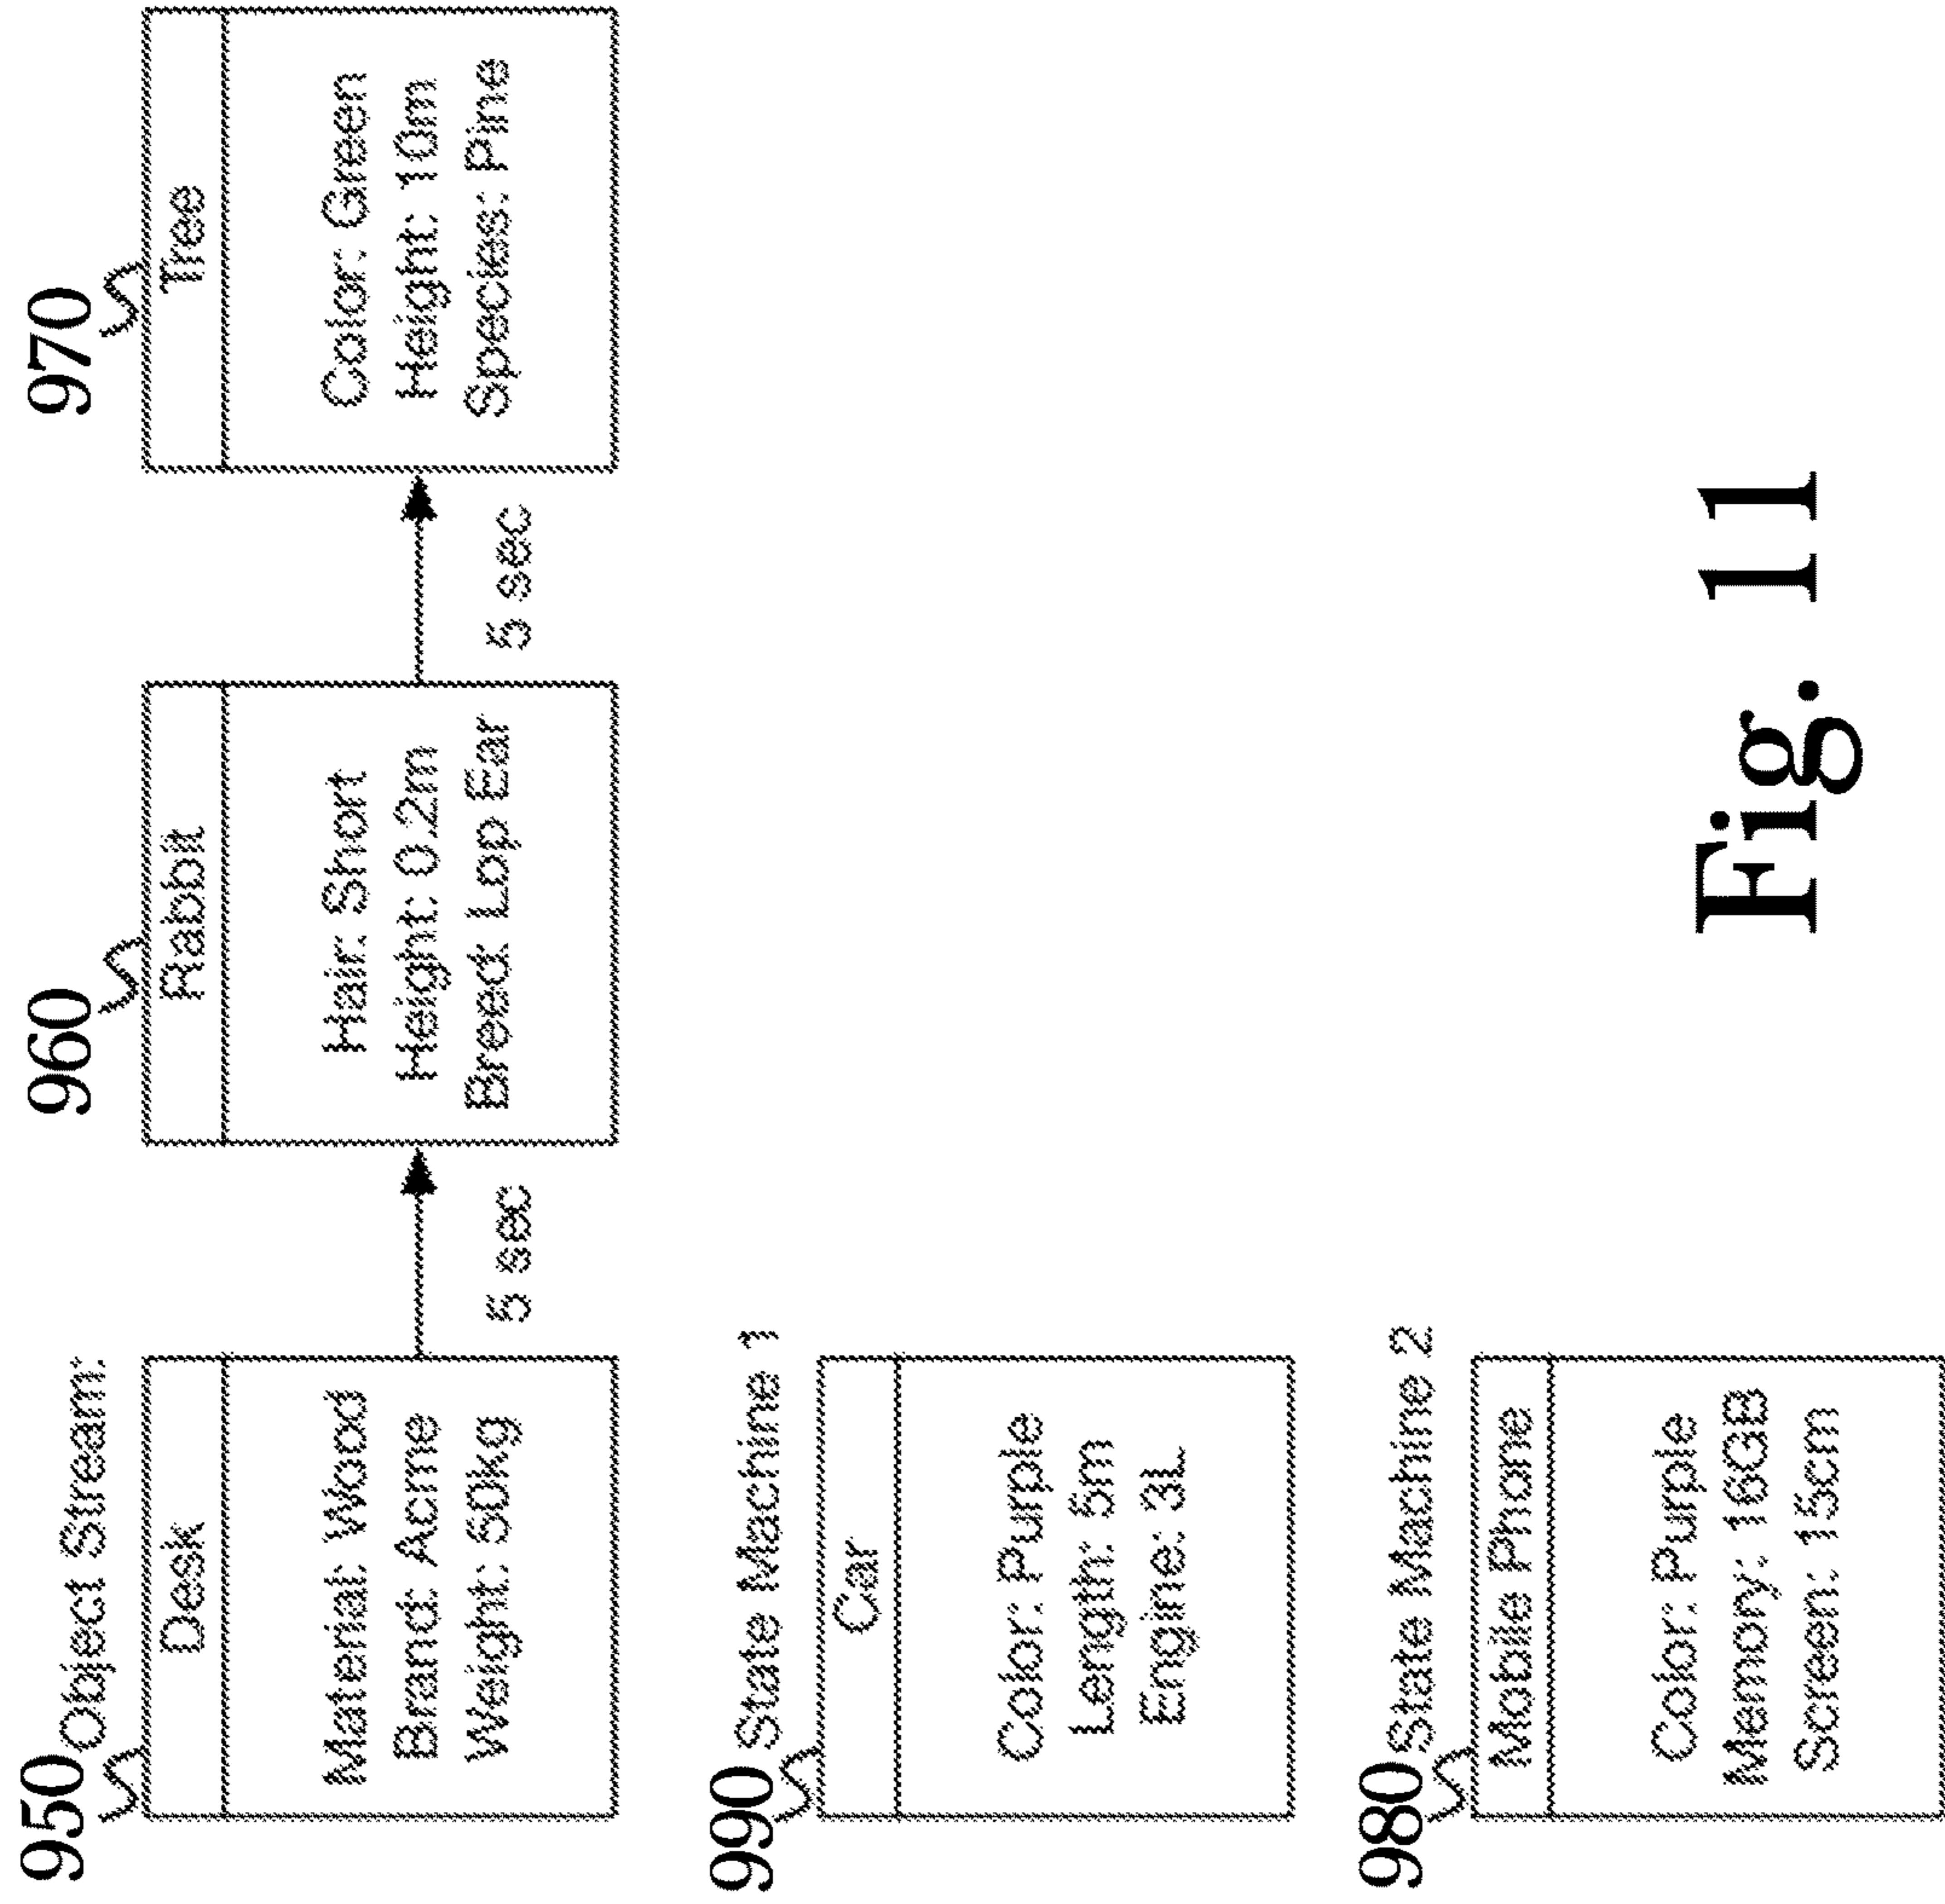 950
Object Stream:
Desk
Material: Wood
Brand: Acme
Weight: 50kg
5 sec
960
Rabbit
Hair: Short
Height: 0.2m
Breed: Lop Ear
5 sec
970
Tree
Color: Green
Height: 10m
Species: Pine
990
State Machine 1
Car
Color: Purple
Length: 5m
Engine: 3L
980
State Machine 2
Mobile Phone
Color: Purple
Memory: 16GB
Screen: 15cm
Fig. 11